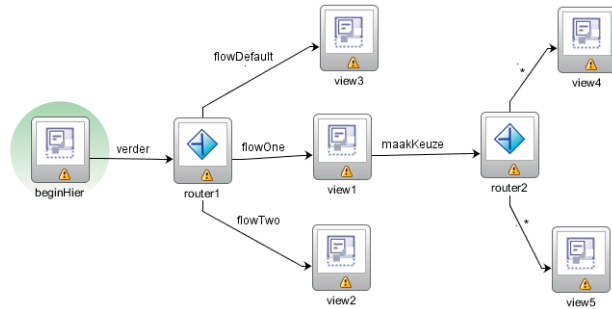 flowDefault
view3
*
view4
verder
beginHier
router1
flowOne
view1
maakKeuze
router2
flowTwo
view2
*
view5